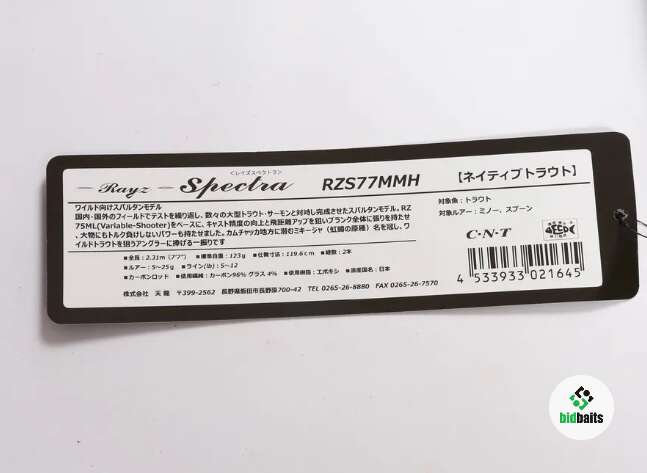 <レイズスペクトラ>
Rayz Spectra RZS77MMH 【ネイティブトラウト】
ワイルド向けスパルタンモデル
国内・国外のフィールドでテストを繰り返し、数々の大型トラウト・サーモンと対峙し完成させたスパルタンモデル。RZ
75ML(Variable-Shooter)をベースに、キャスト精度の向上と飛距離アップを狙いブランク全体に張りを持たせ
、大物にもトルク負けしないパワーも持たせました。カムチャッカ地方に潜むミキージャ（虹鱒の原種）名を冠し、ワ
イルドトラウトを狙うアングラーに捧げる一振りです
■全長：2.31m（7'7"） ■標準自重：123g ■仕舞寸法：119.6cm ■継数：2本
■ルアー：5~25g ■ライン(lb)：5~12
■カーボンロッド ■使用繊維：カーボン96% グラス 4% ■使用樹脂：エポキシ ■原産国名：日本
株式会社 天龍 〒399-2562 長野県飯田市長野原700-42 TEL 0265-26-8880 FAX 0265-26-7570
対象魚：トラウト
対象ルアー：ミノー、スプーン
C・N・T
4 533933 021645
bidbaits